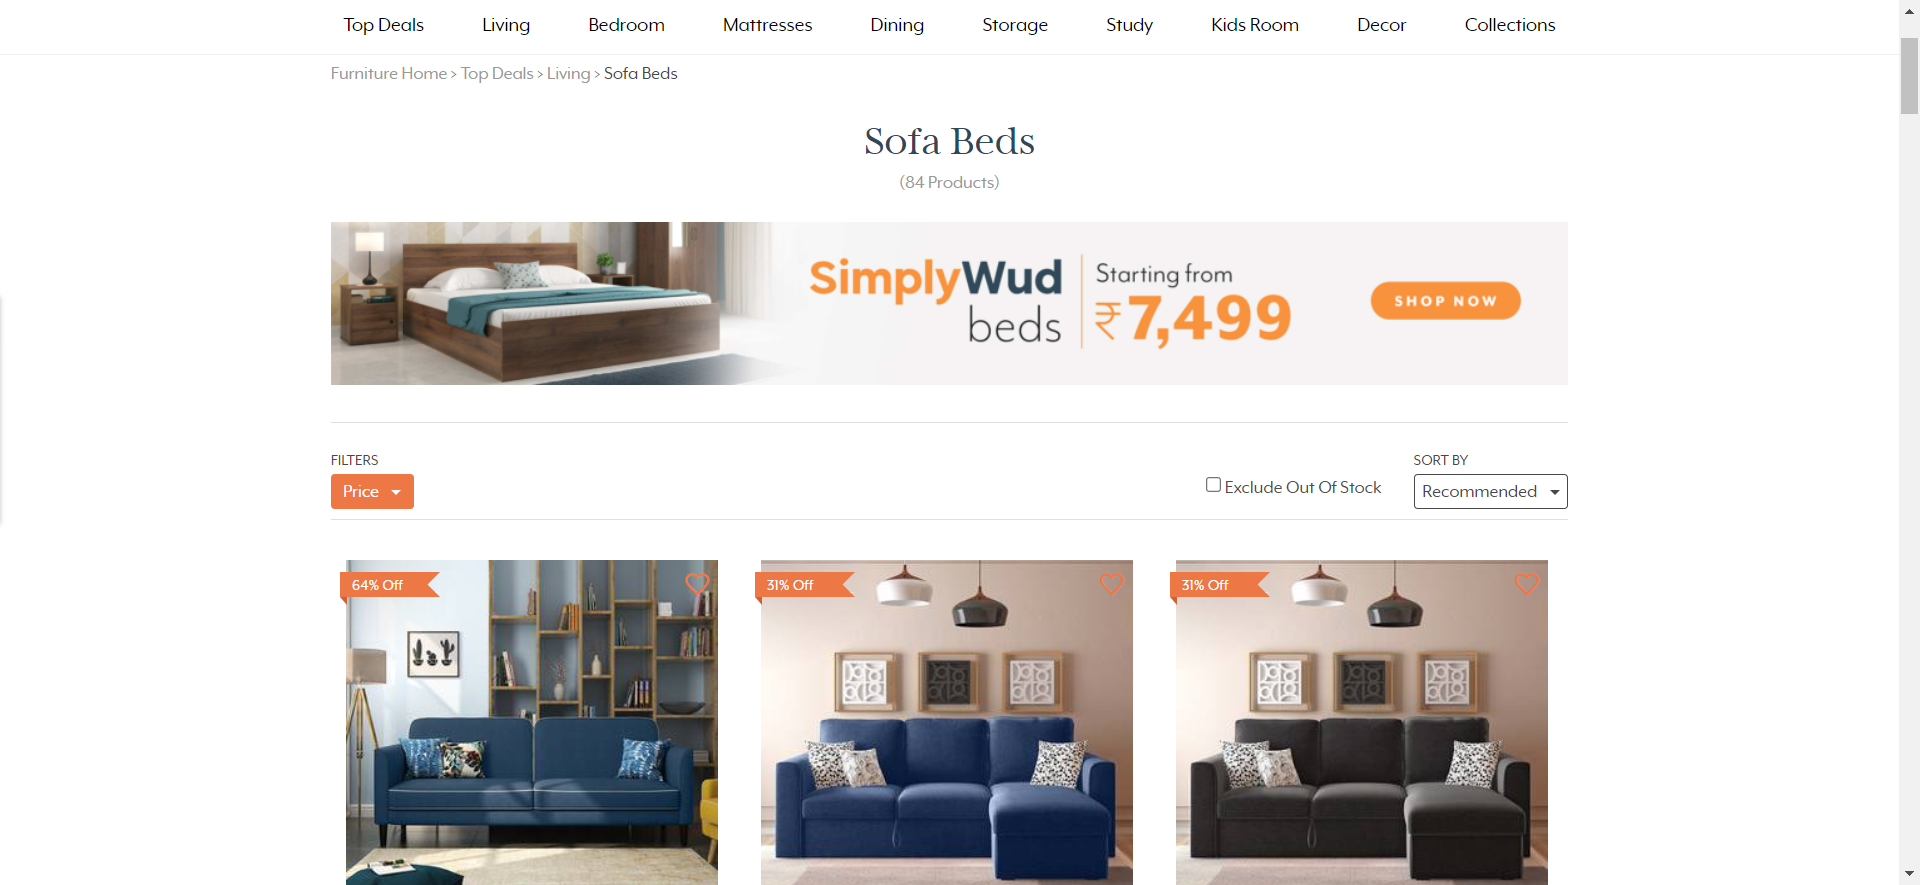 Top Deals Living Bedroom Mattresses Dining Storage Study Kids Room Decor Collections
Furniture Home > Top Deals > Living > Sofa Beds
Sofa Beds
(84 Products)
SimplyWud
beds
Starting from
₹7,499
SHOP NOW
FILTERS
Price
Exclude Out Of Stock
SORT BY
Recommended
64% Off
31% Off
31% Off